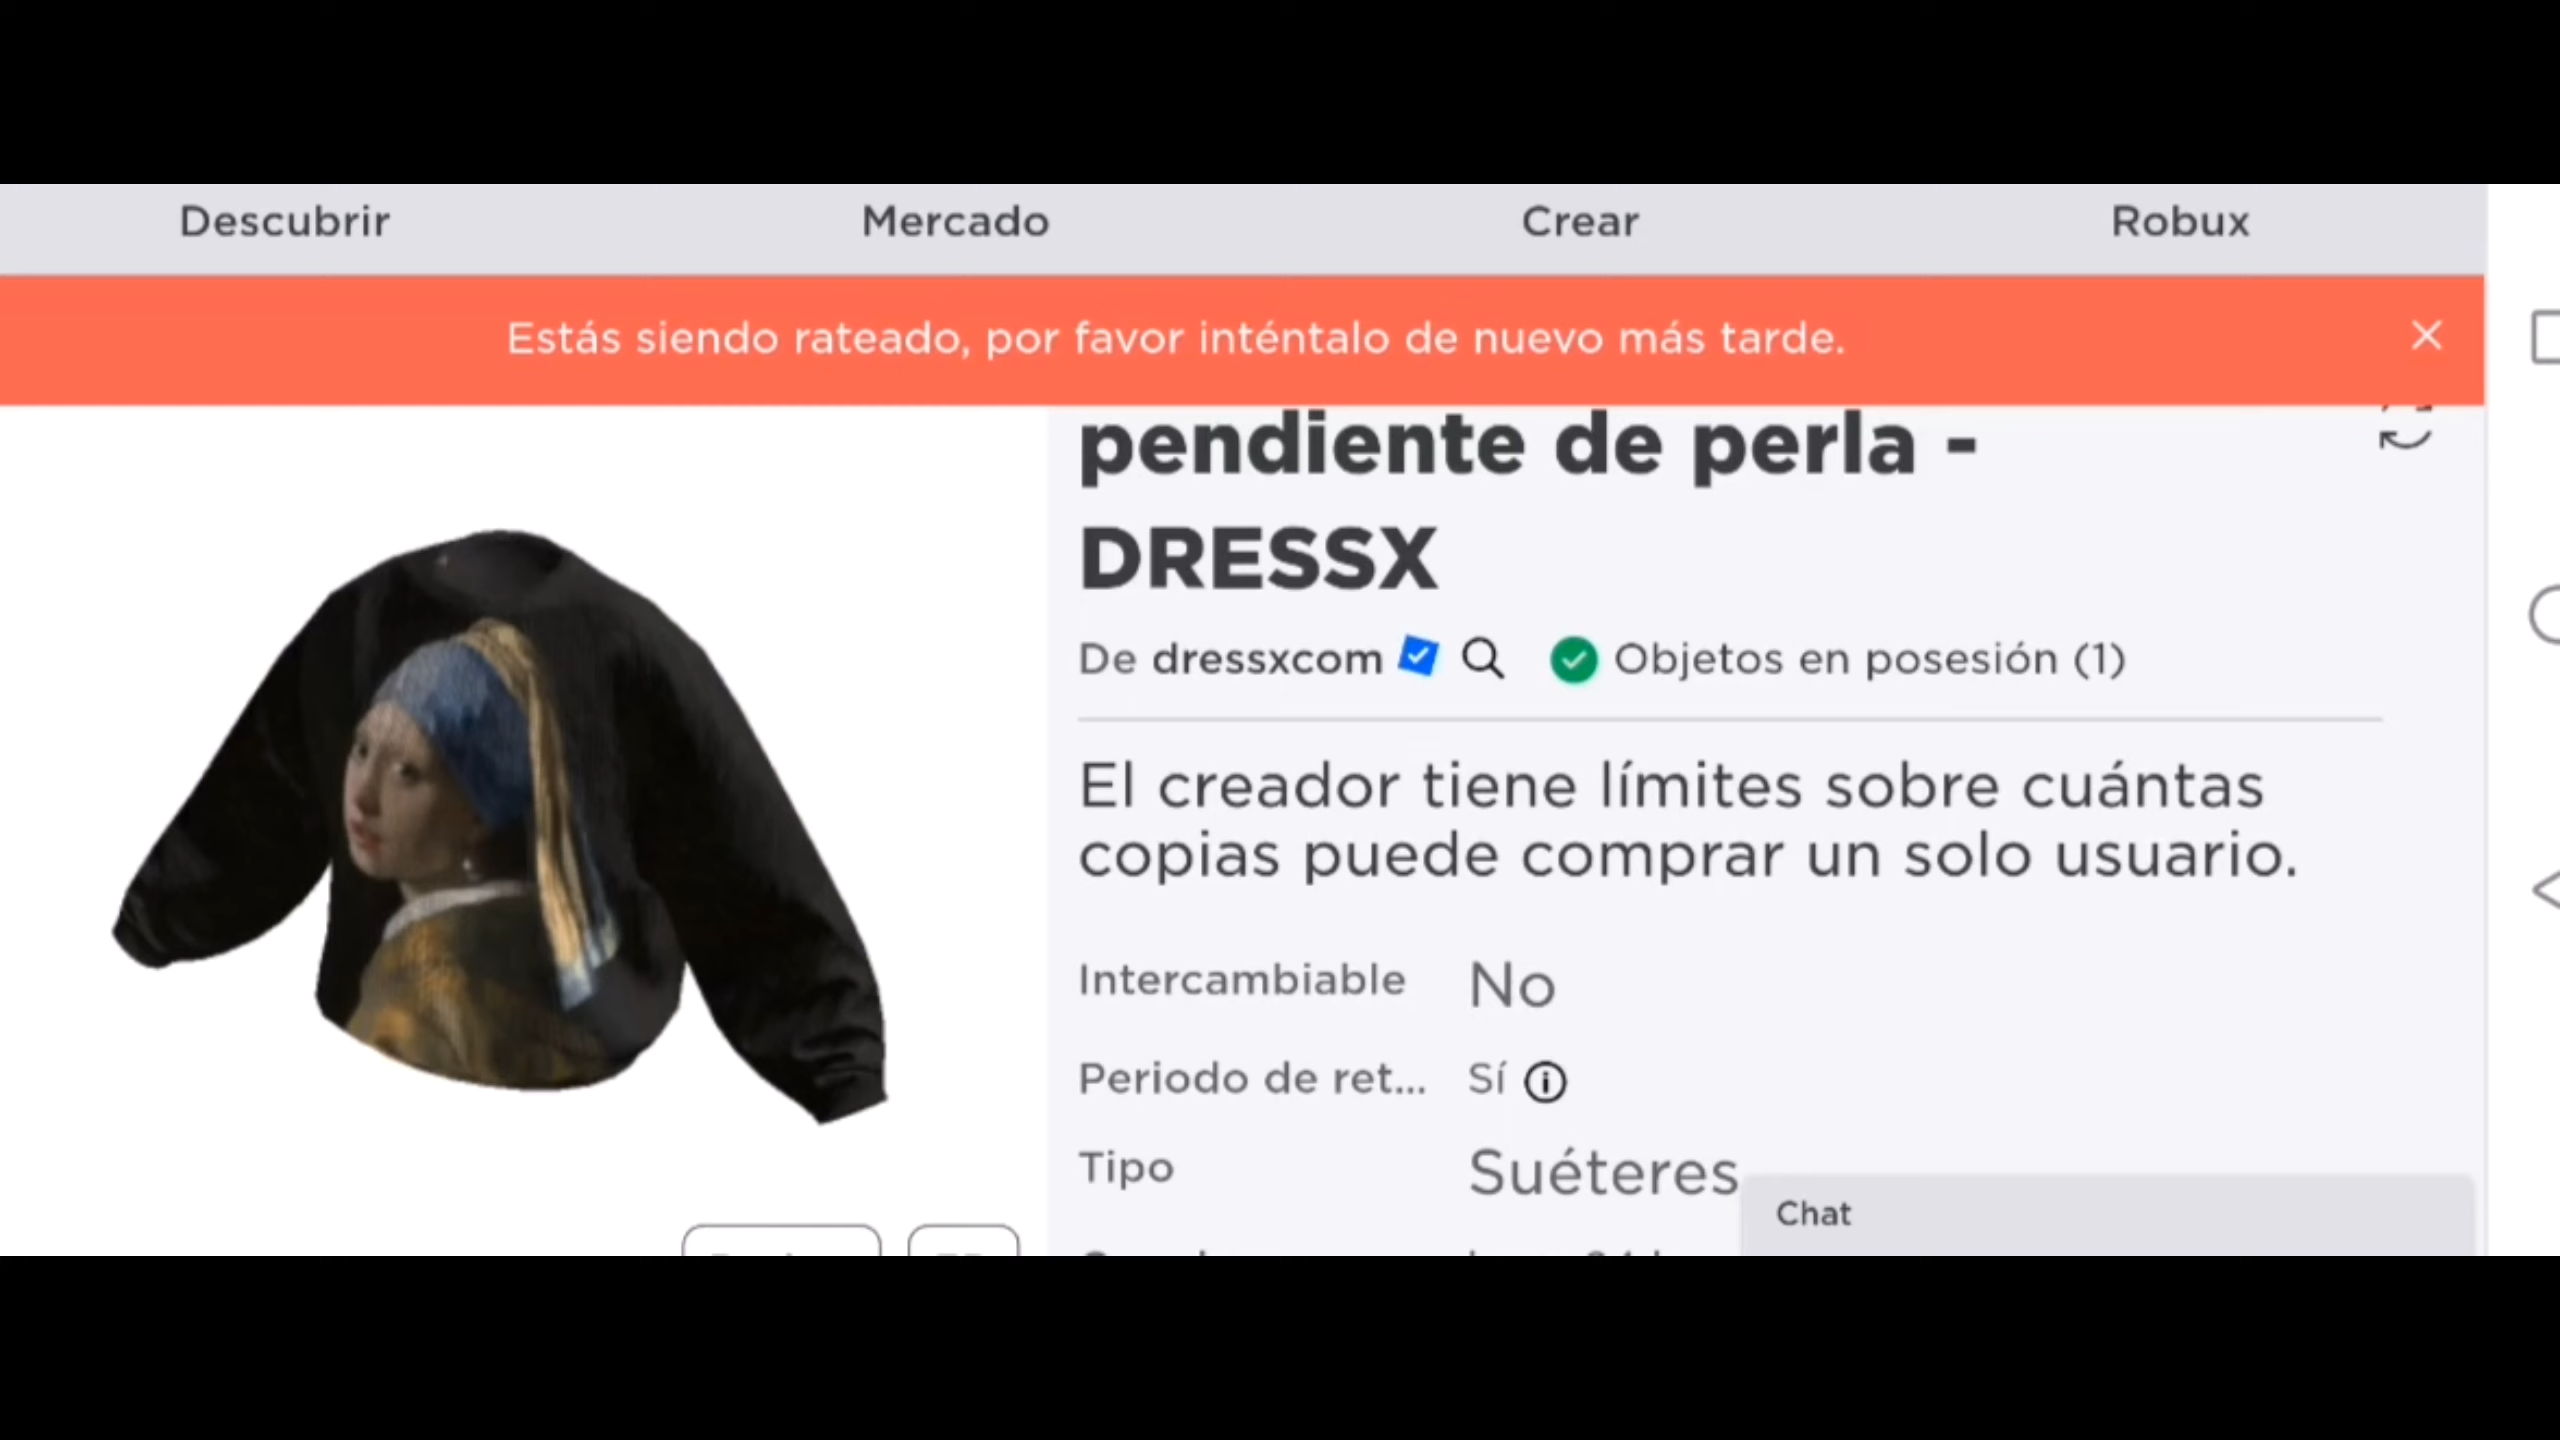 Descubrir Mercado Crear Robux
Estás siendo rateado, por favor inténtalo de nuevo más tarde.
pendiente de perla -
DRESSX
De dressxcom Objetos en posesión (1)
El creador tiene límites sobre cuántas
copias puede comprar un solo usuario.
Intercambiable No
Periodo de ret... Sí
Tipo Suéteres
Chat